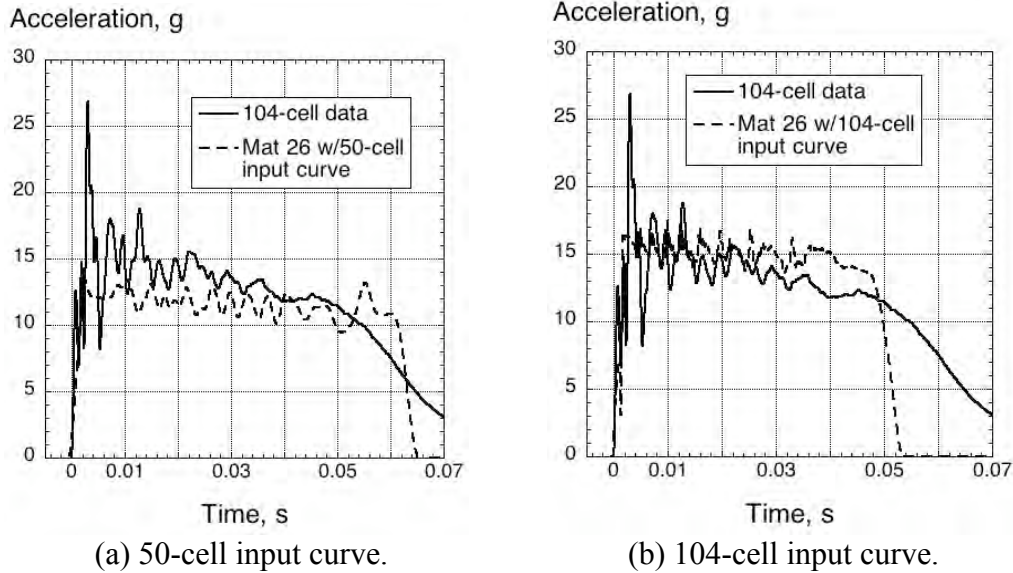 Acceleration, g
30
25
20
15
10
5
0
104-cell data
Mat 26 w/50-cell
input curve
0
0.01
0.03
0.05
0.07
Time, s
(a) 50-cell input curve.
Acceleration, g
30
25
20
15
10
5
0
104-cell data
Mat 26 w/104-cell
input curve
0
0.01
0.03
0.05
0.07
Time, s
(b) 104-cell input curve.